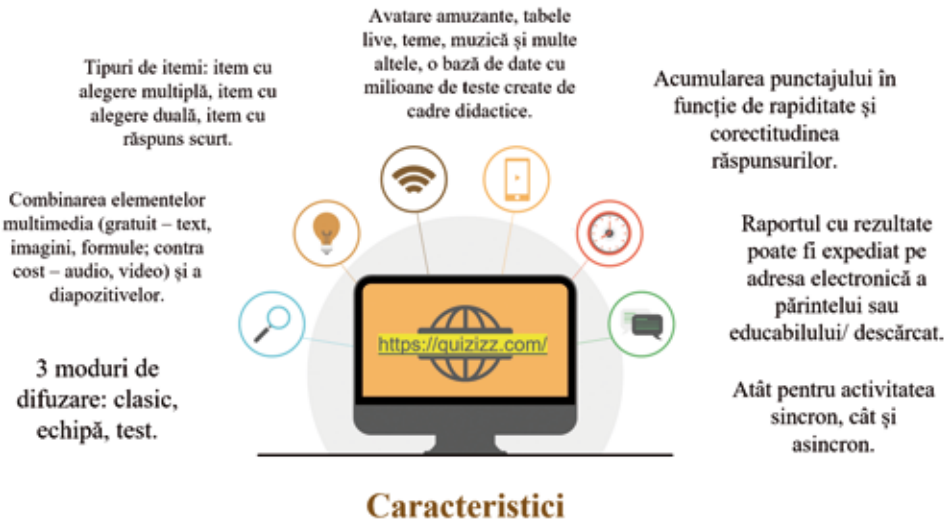 Avatare amuzante, tabele
live, teme, muzică și multe
altele, o bază de date cu
milioane de teste create de
cadre didactice.
Tipuri de itemi: item cu
alegere multiplă, item cu
alegere duală, item cu
răspuns scurt.
Acumularea punctajului în
funcție de rapiditate și
corectitudinea
răspunsurilor.
Combinarea elementelor
multimedia (gratuit – text,
imagini, formule; contra
cost – audio, video) și a
diapozitivelor.
Raportul cu rezultate
poate fi expediat pe
adresa electronică a
părintelui sau
educabilului/ descărcat.
https://quizizz.com/
3 moduri de
difuzare: clasic,
echipă, test.
Atât pentru activitatea
sincron, cât și
asincron.
Caracteristici